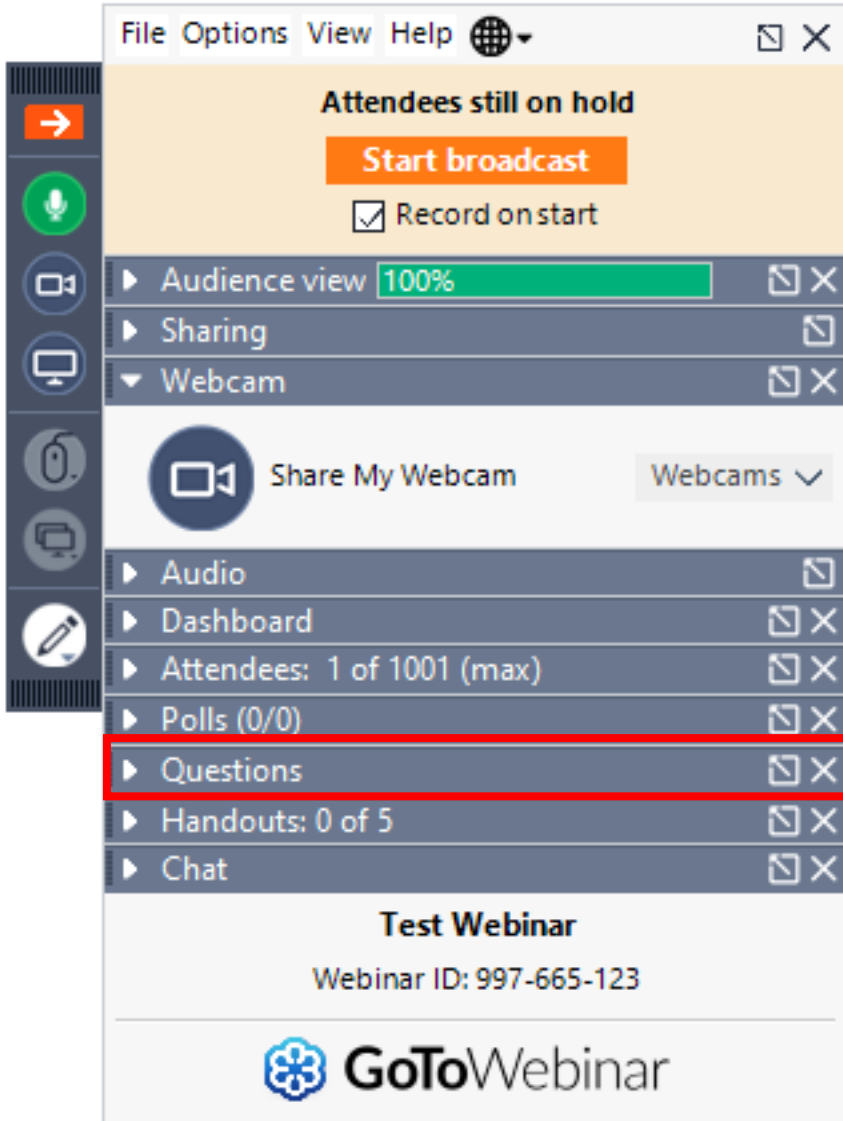 File Options View Help
Attendees still on hold
Start broadcast
Record on start
Audience view 100%
Sharing
Webcam
Share My Webcam Webcams
Audio
Dashboard
Attendees: 1 of 1001 (max)
Polls (0/0)
Questions
Handouts: 0 of 5
Chat
Test Webinar
Webinar ID: 997-665-123
GoToWebinar